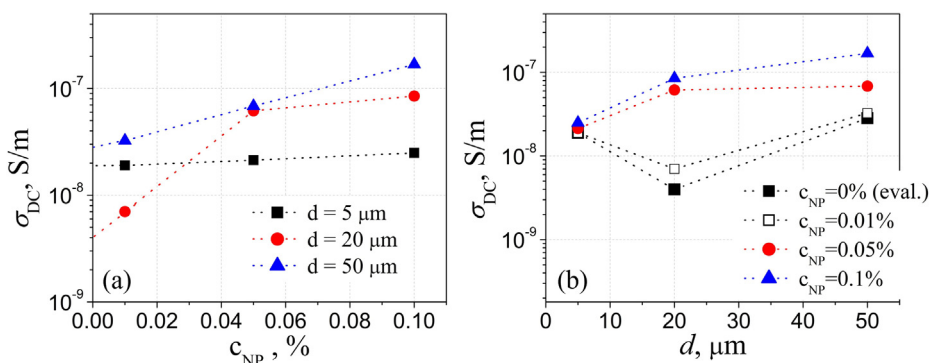 10⁻⁷
10⁻⁸
10⁻⁹
σDC, S/m
0.00 0.02 0.04 0.06 0.08 0.10
cNP , %
(a)
d = 5 μm
d = 20 μm
d = 50 μm
10⁻⁷
10⁻⁸
10⁻⁹
σDC, S/m
0 10 20 30 40 50
d, μm
(b)
cNP=0% (eval.)
cNP=0.01%
cNP=0.05%
cNP=0.1%